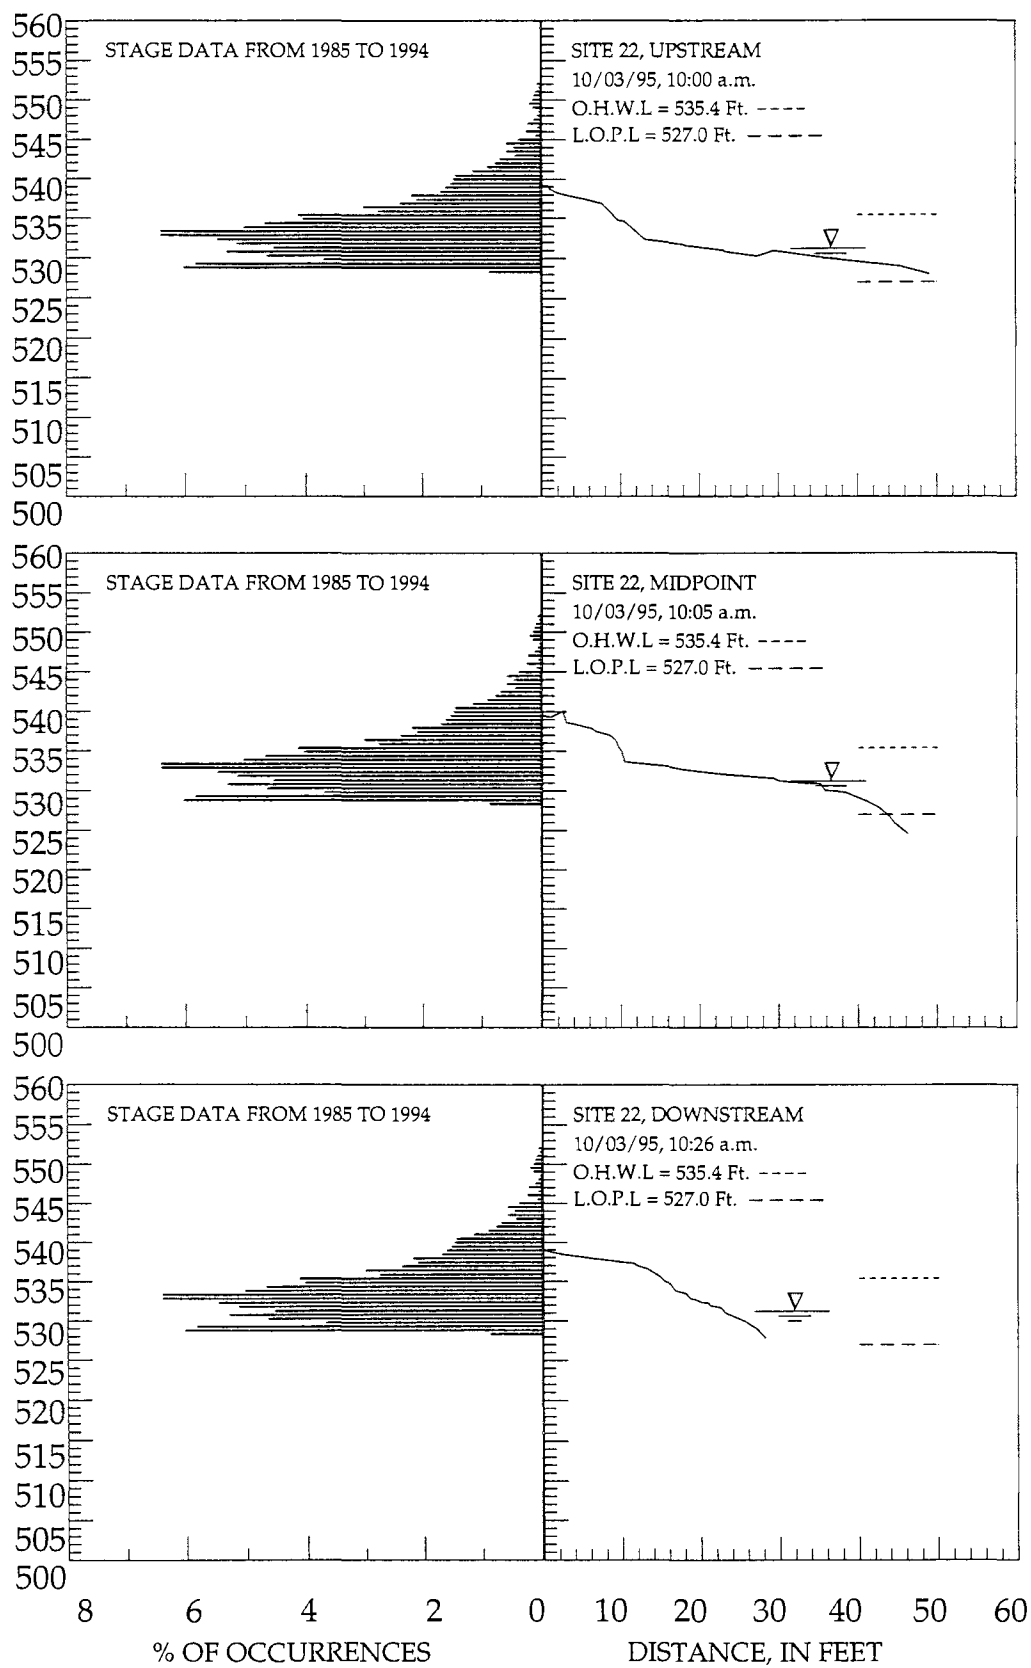 560
555
550
545
540
535
530
525
520
515
510
505
500
STAGE DATA FROM 1985 TO 1994
SITE 22, UPSTREAM
10/03/95, 10:00 a.m.
O.H.W.L = 535.4 Ft. ----
L.O.P.L = 527.0 Ft. — — — —
560
555
550
545
540
535
530
525
520
515
510
505
500
STAGE DATA FROM 1985 TO 1994
SITE 22, MIDPOINT
10/03/95, 10:05 a.m.
O.H.W.L = 535.4 Ft. ----
L.O.P.L = 527.0 Ft. — — — —
560
555
550
545
540
535
530
525
520
515
510
505
500
STAGE DATA FROM 1985 TO 1994
SITE 22, DOWNSTREAM
10/03/95, 10:26 a.m.
O.H.W.L = 535.4 Ft. ----
L.O.P.L = 527.0 Ft. — — — —
8 6 4 2 0 10 20 30 40 50 60
% OF OCCURRENCES
DISTANCE, IN FEET